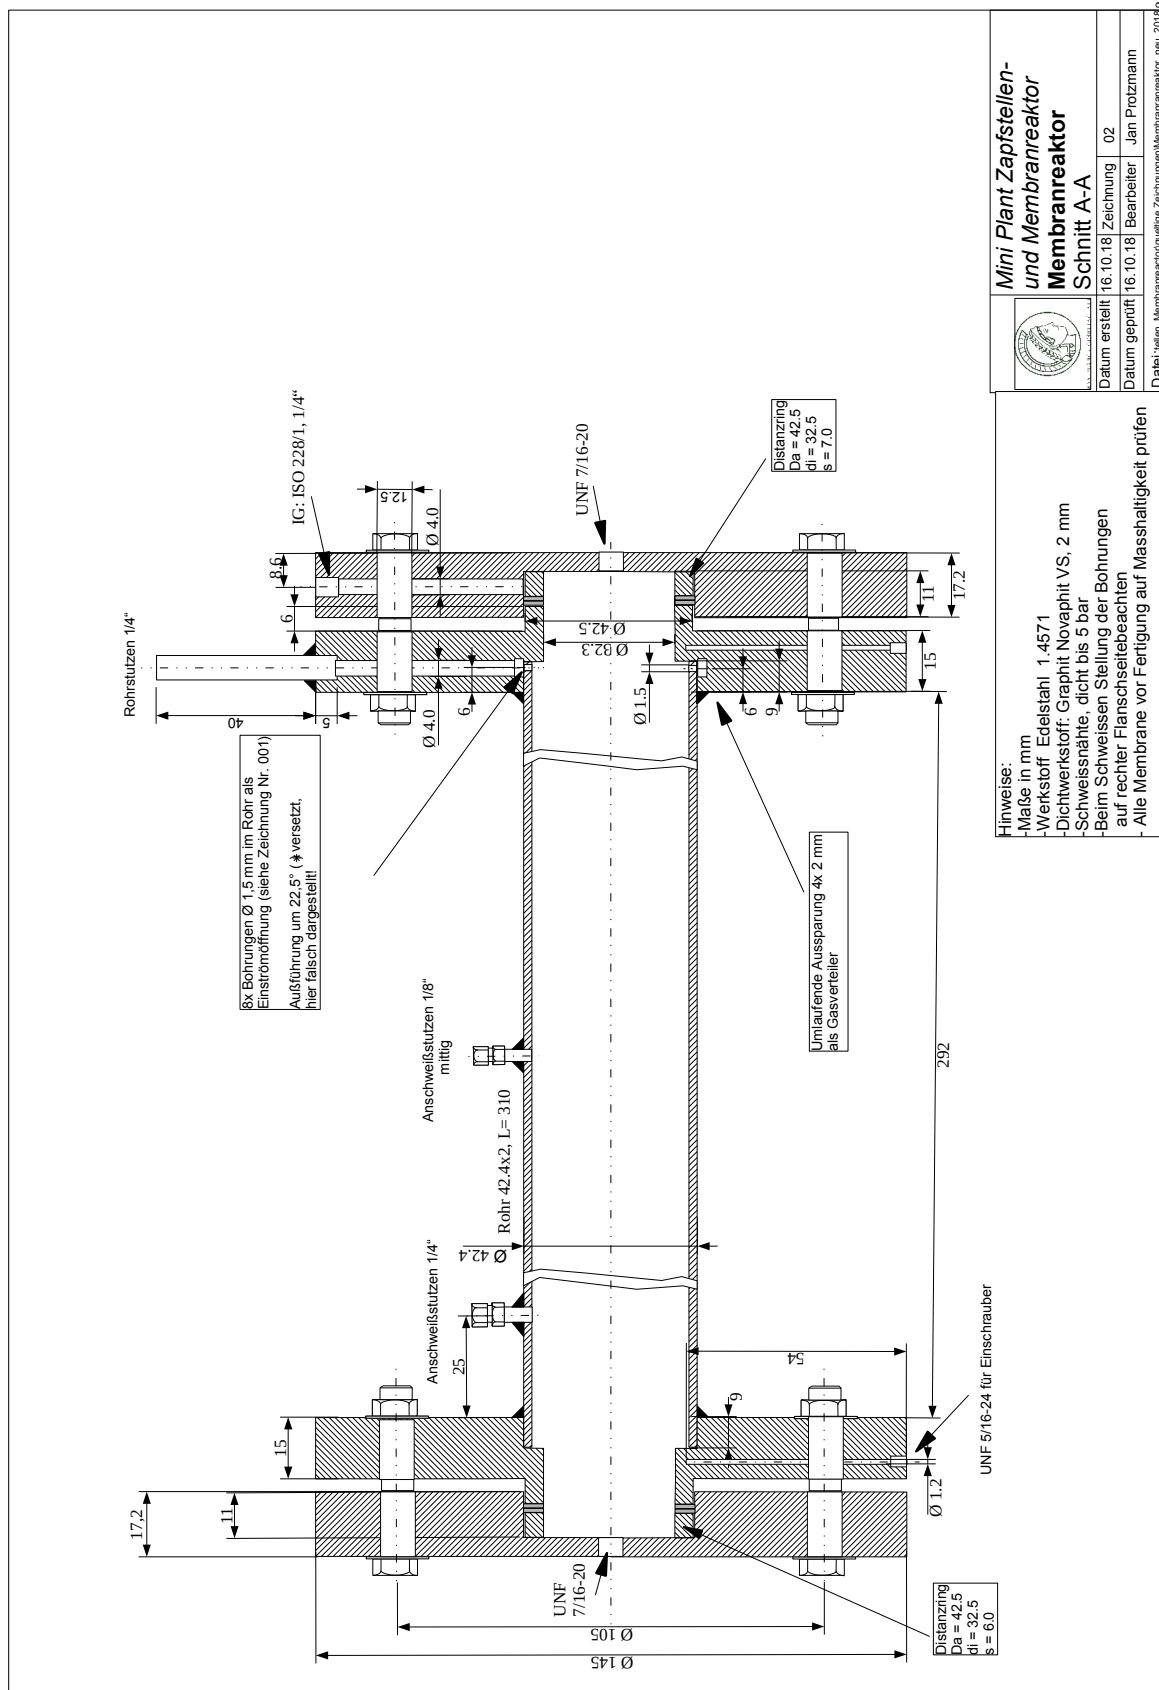 Rohrstutzen 1/4“
40
5
8x Bohrungen Ø 1,5 mm im Rohr als
Einströmöffnung (siehe Zeichnung Nr. 001)
Außführung um 22,5° ( versetzt,
hier falsch dargestellt!
IG: ISO 228/1, 1/4“
8.6
6
12.5
Ø 4.0
Ø 4.0
6
UNF 7/16-20
Distanzring
Da = 42.5
di = 32.5
s = 7.0
Ø 42.5
Ø 32.3
Ø 1.5
6
9
11
17.2
15
Umlaufende Aussparung 4x 2 mm
als Gasverteiler
292
Anschweißstutzen 1/8“
mittig
Rohr 42.4x2, L= 310
Anschweißstutzen 1/4“
Ø 42.4
25
15
17,2
11
9
54
UNF 5/16-24 für Einschrauber
Ø 1.2
UNF
7/16-20
Ø 105
Ø 145
Distanzring
Da = 42.5
di = 32.5
s = 6.0
Hinweise:
-Maße in mm
-Werkstoff Edelstahl 1.4571
-Dichtwerkstoff: Graphit Novaphit VS, 2 mm
-Schweissnähte, dicht bis 5 bar
-Beim Schweissen Stellung der Bohrungen
auf rechter Flanschseitebeachten
- Alle Membrane vor Fertigung auf Masshaltigkeit prüfen
Mini Plant Zapfstellen-
und Membranreaktor
Membranreaktor
Schnitt A-A
Datum erstellt 16.10.18 Zeichnung 02
Datum geprüft 16.10.18 Bearbeiter Jan Protzmann
Datei: